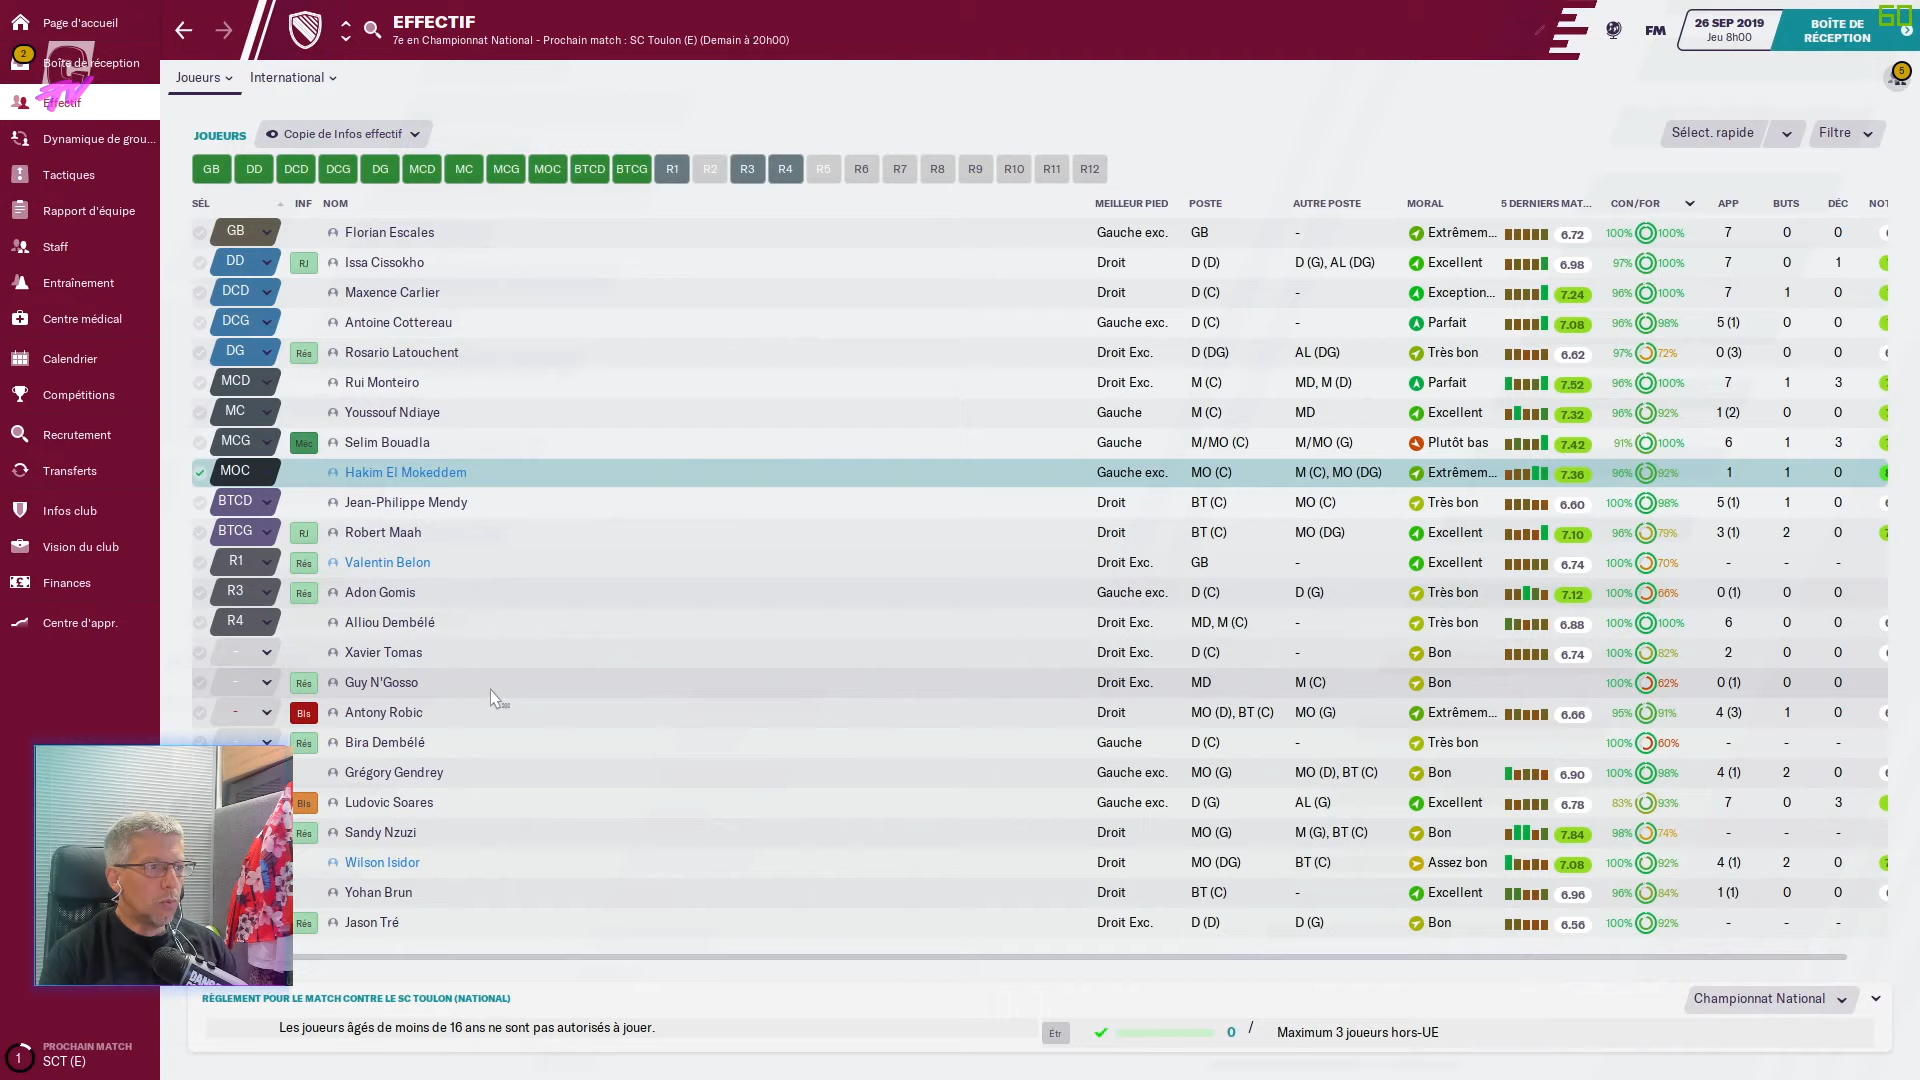 Page d'accueil
2
Boîte de réception
Effectif
Dynamique de grou...
Tactiques
Rapport d'équipe
Staff
Entraînement
Centre médical
Calendrier
Compétitions
Recrutement
Transferts
Infos club
Vision du club
Finances
Centre d'appr.
1
PROCHAIN MATCH
SCT (E)
EFFECTIF
7e en Championnat National - Prochain match : SC Toulon (E) (Demain à 20h00)
FM
26 SEP 2019
Jeu 8h00
BOÎTE DE RÉCEPTION
60
5
Joueurs
International
JOUEURS
Copie de Infos effectif
Sélect. rapide
Filtre
GB DD DCD DCG DG MCD MC MCG MOC BTCD BTCG R1 R2 R3 R4 R5 R6 R7 R8 R9 R10 R11 R12
SÉL INF NOM MEILLEUR PIED POSTE AUTRE POSTE MORAL 5 DERNIERS MAT... CON/FOR APP BUTS DÉC NOT
GB Florian Escales Gauche exc. GB - Extrêmem... 6.72 100% 100% 7 0 0
DD RJ Issa Cissokho Droit D (D) D (G), AL (DG) Excellent 6.98 97% 100% 7 0 1
DCD Maxence Carlier Droit D (C) - Exception... 7.24 96% 100% 7 1 0
DCG Antoine Cottereau Gauche exc. D (C) - Parfait 7.08 96% 98% 5 (1) 0 0
DG Rés Rosario Latouchent Droit Exc. D (DG) AL (DG) Très bon 6.62 97% 72% 0 (3) 0 0
MCD Rui Monteiro Droit Exc. M (C) MD, M (D) Parfait 7.52 96% 100% 7 1 3
MC Youssouf Ndiaye Gauche M (C) MD Excellent 7.32 96% 92% 1 (2) 0 0
MCG Méc Selim Bouadla Gauche M/MO (C) M/MO (G) Plutôt bas 7.42 91% 100% 6 1 3
MOC Hakim El Mokeddem Gauche exc. MO (C) M (C), MO (DG) Extrêmem... 7.36 96% 92% 1 1 0
BTCD Jean-Philippe Mendy Droit BT (C) MO (C) Très bon 6.60 100% 98% 5 (1) 1 0
BTCG RJ Robert Maah Droit BT (C) MO (DG) Excellent 7.10 96% 79% 3 (1) 2 0
R1 Rés Valentin Belon Droit Exc. GB - Excellent 6.74 100% 70% - - -
R3 Rés Adon Gomis Gauche exc. D (C) D (G) Très bon 7.12 100% 66% 0 (1) 0 0
R4 Alliou Dembélé Droit Exc. MD, M (C) - Très bon 6.88 100% 100% 6 0 0
- Xavier Tomas Droit Exc. D (C) - Bon 6.74 100% 82% 2 0 0
- Rés Guy N'Gosso Droit Exc. MD M (C) Bon 100% 62% 0 (1) 0 0
- Bls Antony Robic Droit MO (D), BT (C) MO (G) Extrêmem... 6.66 95% 91% 4 (3) 1 0
Rés Bira Dembélé Gauche D (C) - Très bon 100% 60% - - -
Grégory Gendrey Gauche exc. MO (G) MO (D), BT (C) Bon 6.90 100% 98% 4 (1) 2 0
Bls Ludovic Soares Gauche exc. D (G) AL (G) Excellent 6.78 83% 93% 7 0 3
Rés Sandy Nzuzi Droit MO (G) M (G), BT (C) Bon 7.84 98% 74% - - -
Wilson Isidor Droit MO (DG) BT (C) Assez bon 7.08 100% 92% 4 (1) 2 0
Yohan Brun Droit BT (C) - Excellent 6.96 96% 84% 1 (1) 0 0
Rés Jason Tré Droit Exc. D (D) D (G) Bon 6.56 100% 92% - - -
RÈGLEMENT POUR LE MATCH CONTRE LE SC TOULON (NATIONAL)
Championnat National
Les joueurs âgés de moins de 16 ans ne sont pas autorisés à jouer.
Étr 0 / Maximum 3 joueurs hors-UE